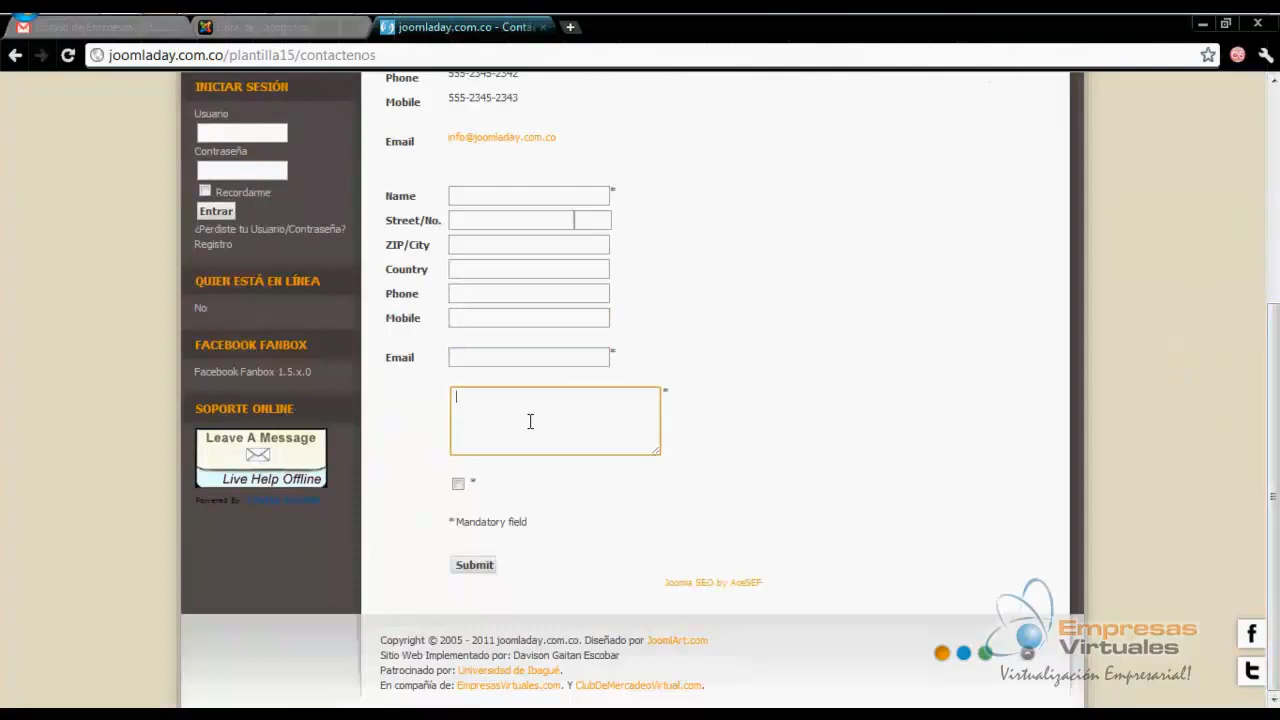 joomladay.com.co - Conta
joomladay.com.co/plantilla15/contactenos
INICIAR SESIÓN
Usuario
Contraseña
Recordarme
Entrar
¿Perdiste tu Usuario/Contraseña?
Registro
QUIEN ESTÁ EN LÍNEA
No
FACEBOOK FANBOX
Facebook Fanbox 1.5.x.0
SOPORTE ONLINE
Leave A Message
Live Help Offline
Powered By
Phone 555-2345-2342
Mobile 555-2345-2343
Email info@joomladay.com.co
Name *
Street/No.
ZIP/City
Country
Phone
Mobile
Email *
*
*
* Mandatory field
Submit
Joomla SEO by AceSEF
Copyright © 2005 - 2011 joomladay.com.co. Diseñado por JoomlArt.com
Sitio Web Implementado por: Davison Gaitan Escobar
Patrocinado por: Universidad de Ibagué.
En compañía de: EmpresasVirtuales.com. Y ClubDeMercadeoVirtual.com.
Empresas
Virtuales
Virtualización Empresarial!